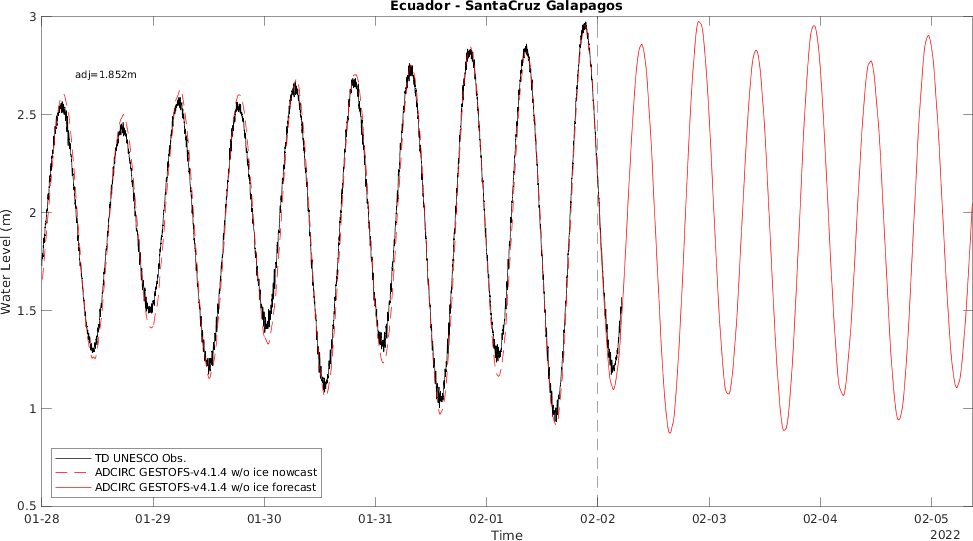 Ecuador - SantaCruz Galapagos
adj=1.852m
3
2.5
2
1.5
1
0.5
Water Level (m)
TD UNESCO Obs.
ADCIRC GESTOFS-v4.1.4 w/o ice nowcast
ADCIRC GESTOFS-v4.1.4 w/o ice forecast
01-28 01-29 01-30 01-31 02-01 02-02 02-03 02-04 02-05
Time
2022